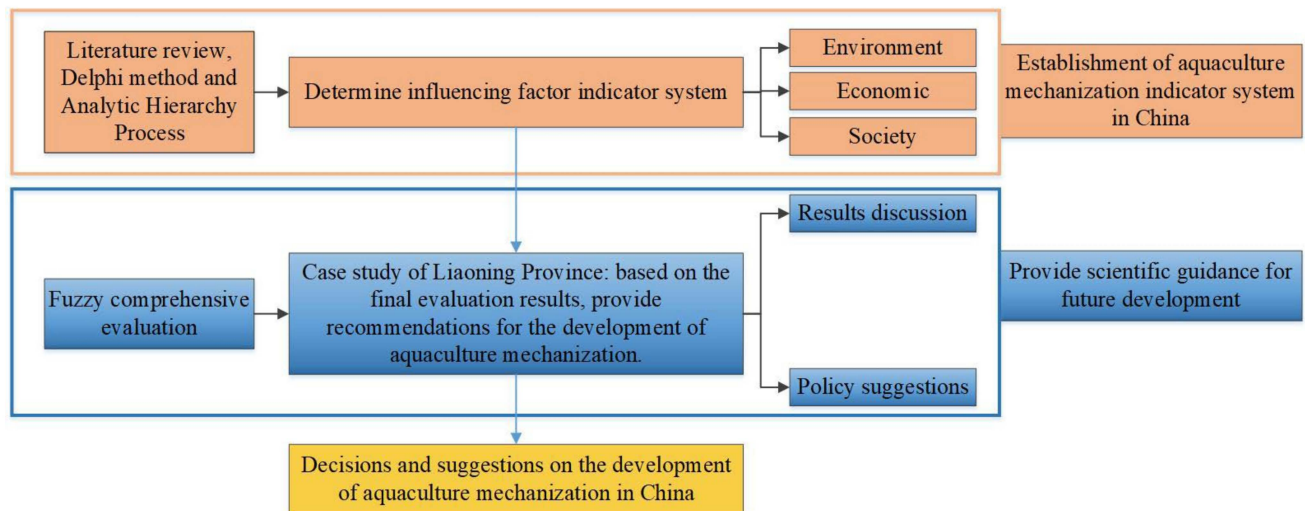 Literature review,
Delphi method and
Analytic Hierarchy
Process
Determine influencing factor indicator system
Environment
Economic
Society
Establishment of aquaculture
mechanization indicator system
in China
Fuzzy comprehensive
evaluation
Case study of Liaoning Province: based on the
final evaluation results, provide
recommendations for the development of
aquaculture mechanization.
Results discussion
Policy suggestions
Provide scientific guidance for
future development
Decisions and suggestions on the development
of aquaculture mechanization in China